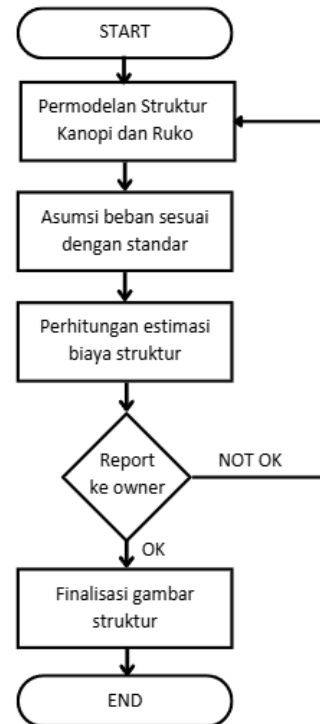 START
Permodelan Struktur
Kanopi dan Ruko
Asumsi beban sesuai
dengan standar
Perhitungan estimasi
biaya struktur
Report
ke owner
NOT OK
OK
Finalisasi gambar
struktur
END